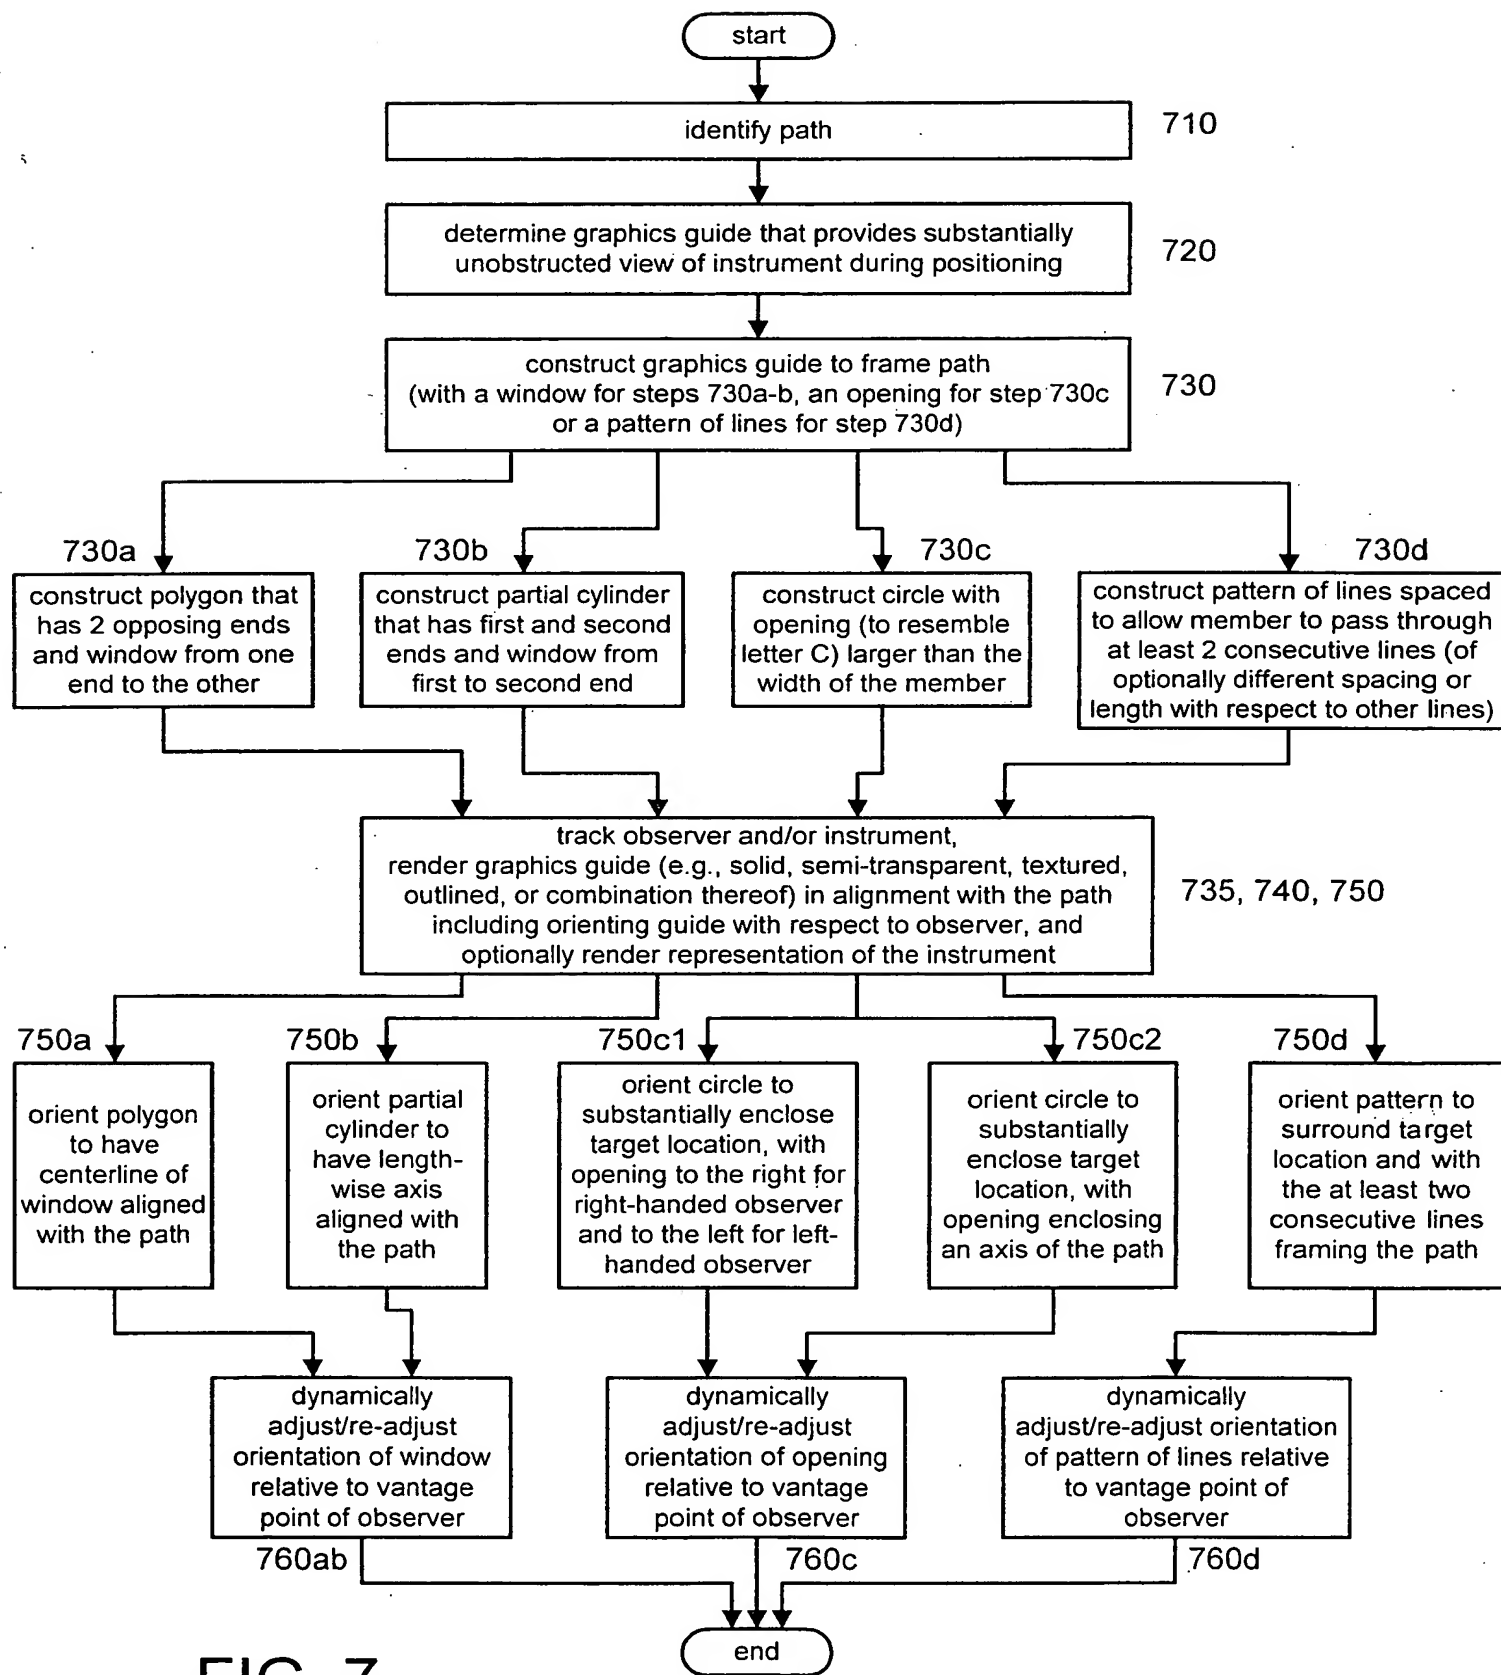 start
identify path
710
determine graphics guide that provides substantially
unobstructed view of instrument during positioning
720
construct graphics guide to frame path
(with a window for steps 730a-b, an opening for step 730c
or a pattern of lines for step 730d)
730
730a
construct polygon that
has 2 opposing ends
and window from one
end to the other
730b
construct partial cylinder
that has first and second
ends and window from
first to second end
730c
construct circle with
opening (to resemble
letter C) larger than the
width of the member
730d
construct pattern of lines spaced
to allow member to pass through
at least 2 consecutive lines (of
optionally different spacing or
length with respect to other lines)
track observer and/or instrument,
render graphics guide (e.g., solid, semi-transparent, textured,
outlined, or combination thereof) in alignment with the path
including orienting guide with respect to observer, and
optionally render representation of the instrument
735, 740, 750
750a
orient polygon
to have
centerline of
window aligned
with the path
750b
orient partial
cylinder to
have length-
wise axis
aligned with
the path
750c1
orient circle to
substantially enclose
target location, with
opening to the right for
right-handed observer
and to the left for left-
handed observer
750c2
orient circle to
substantially
enclose target
location, with
opening enclosing
an axis of the path
750d
orient pattern to
surround target
location and with
the at least two
consecutive lines
framing the path
dynamically
adjust/re-adjust
orientation of window
relative to vantage
point of observer
760ab
dynamically
adjust/re-adjust
orientation of opening
relative to vantage
point of observer
760c
dynamically
adjust/re-adjust orientation
of pattern of lines relative
to vantage point of
observer
760d
end
FIG. 7